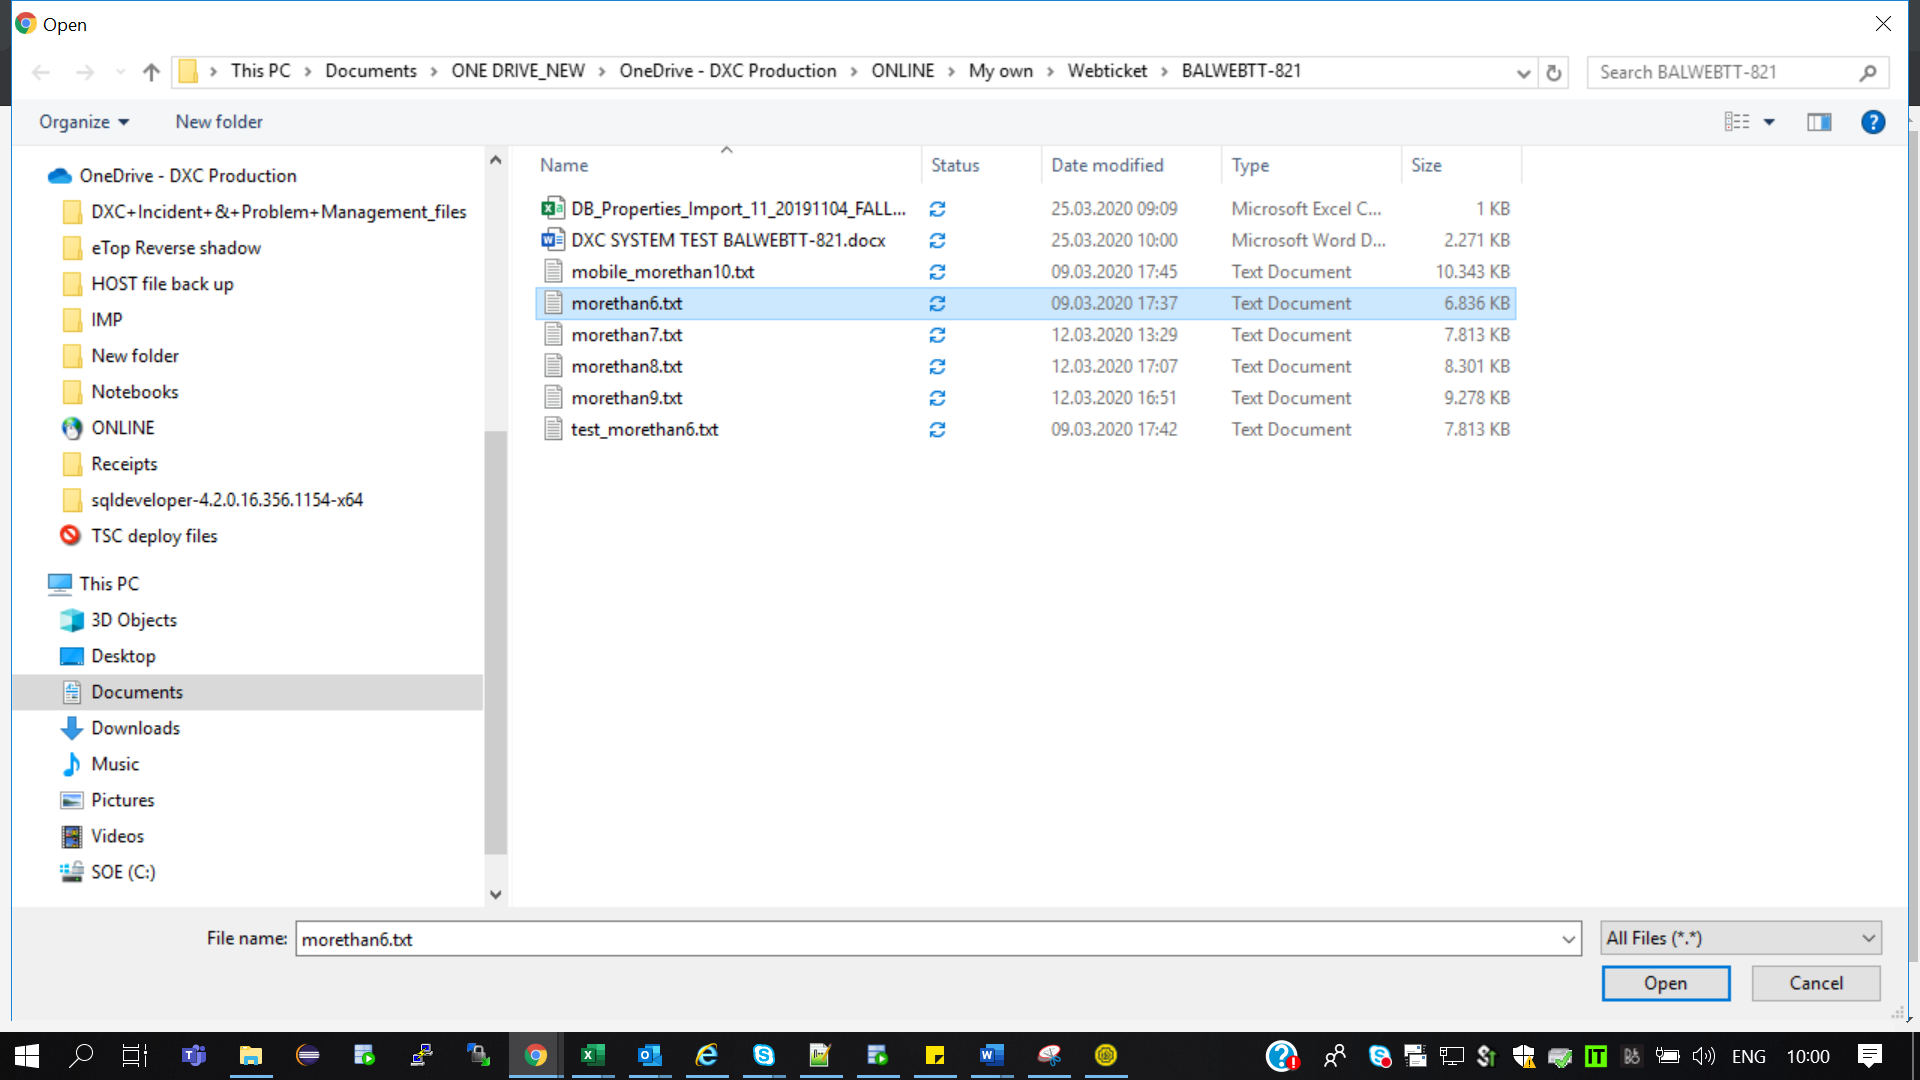 Open
This PC > Documents > ONE DRIVE_NEW > OneDrive - DXC Production > ONLINE > My own > Webticket > BALWEBTT-821
Search BALWEBTT-821
Organize New folder
OneDrive - DXC Production
DXC+Incident+&+Problem+Management_files
eTop Reverse shadow
HOST file back up
IMP
New folder
Notebooks
ONLINE
Receipts
sqldeveloper-4.2.0.16.356.1154-x64
TSC deploy files
This PC
3D Objects
Desktop
Documents
Downloads
Music
Pictures
Videos
SOE (C:)
Name Status Date modified Type Size
DB_Properties_Import_11_20191104_FALL... 25.03.2020 09:09 Microsoft Excel C... 1 KB
DXC SYSTEM TEST BALWEBTT-821.docx 25.03.2020 10:00 Microsoft Word D... 2.271 KB
mobile_morethan10.txt 09.03.2020 17:45 Text Document 10.343 KB
morethan6.txt 09.03.2020 17:37 Text Document 6.836 KB
morethan7.txt 12.03.2020 13:29 Text Document 7.813 KB
morethan8.txt 12.03.2020 17:07 Text Document 8.301 KB
morethan9.txt 12.03.2020 16:51 Text Document 9.278 KB
test_morethan6.txt 09.03.2020 17:42 Text Document 7.813 KB
File name: morethan6.txt All Files (*.*)
Open Cancel
ENG 10:00